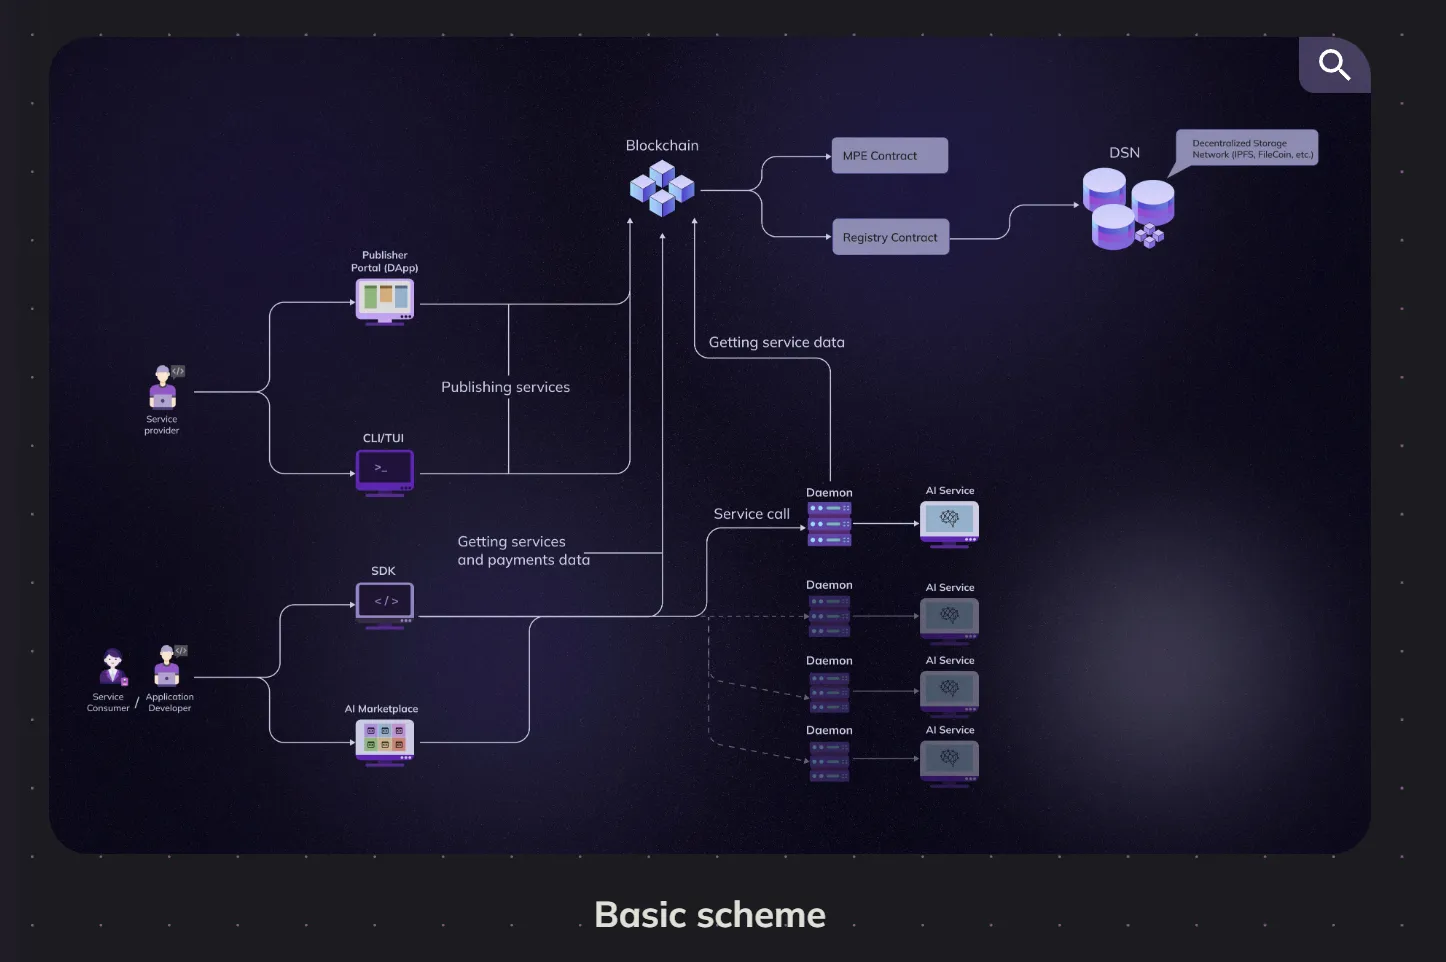 Blockchain
MPE Contract
Registry Contract
DSN
Decentralized Storage
Network (IPFS, FileCoin, etc.)
Publisher
Portal (DApp)
Getting service data
</>
Service
provider
Publishing services
CLI/TUI
>_
Daemon
AI Service
Service call
Getting services
and payments data
SDK
</>
Daemon
AI Service
</>
Service
Consumer
/
Application
Developer
Daemon
AI Service
AI Marketplace
Daemon
AI Service
Basic scheme